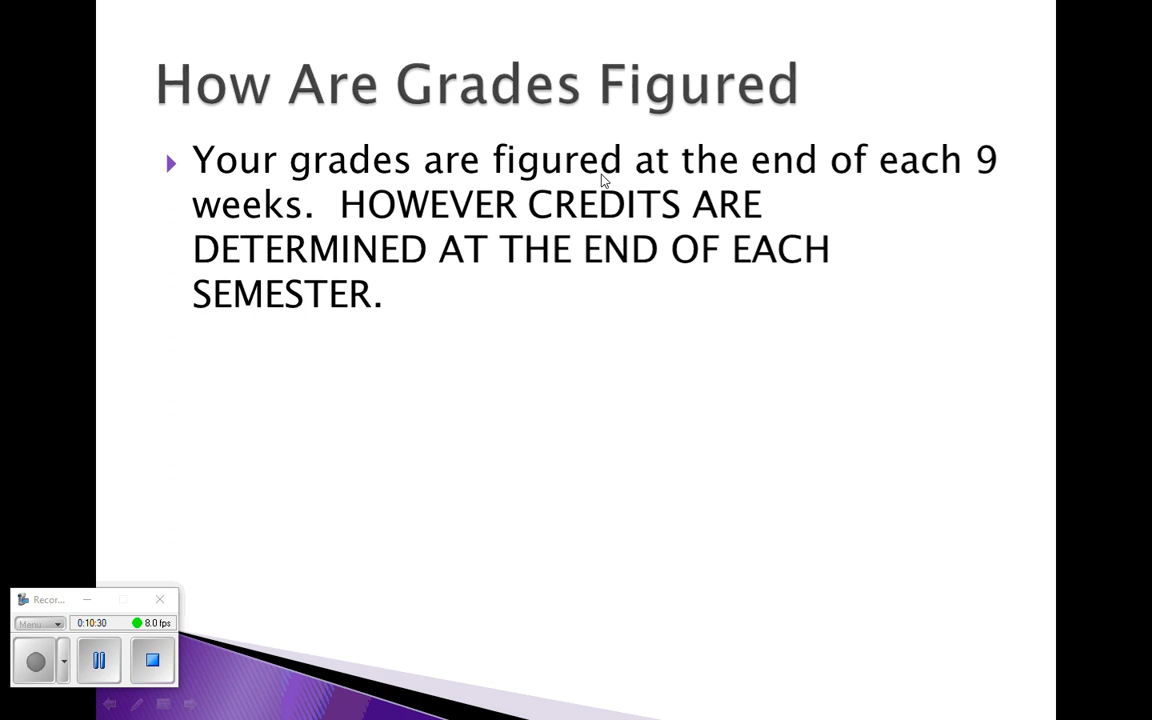 How Are Grades Figured
Your grades are figured at the end of each 9
weeks.  HOWEVER CREDITS ARE
DETERMINED AT THE END OF EACH
SEMESTER.
Recor...
Menu
0:10:30
8.0 fps